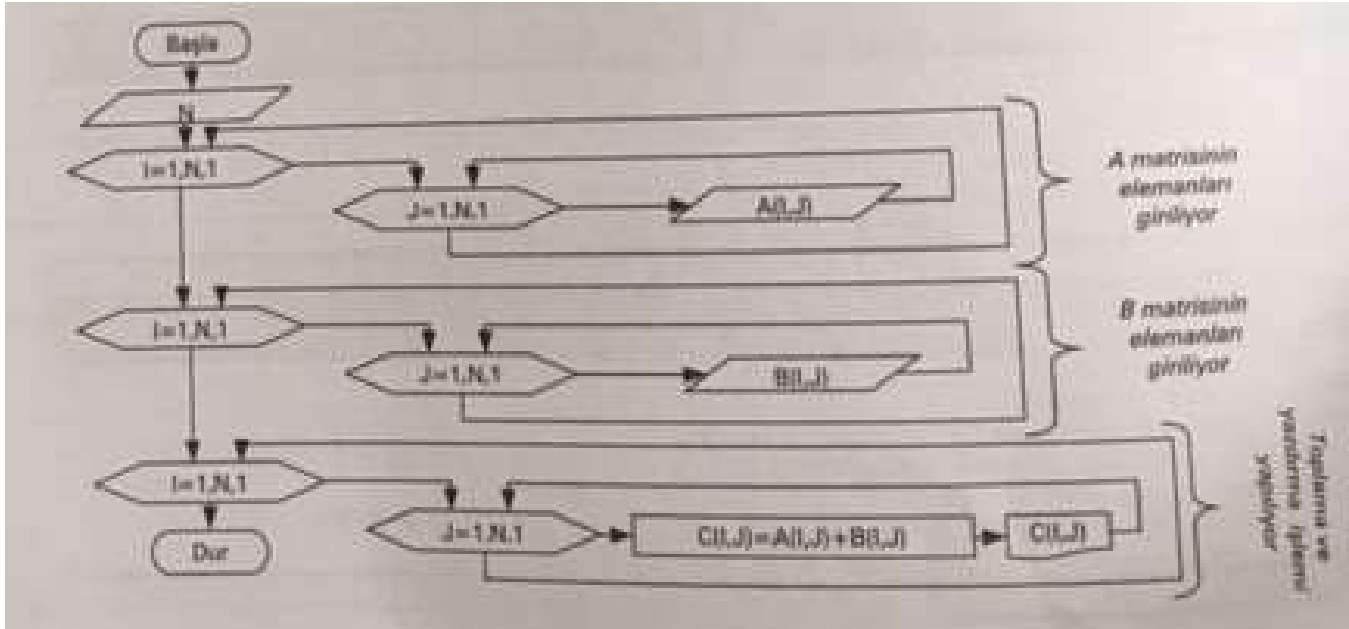 Başla
N
I=1,N,1
J=1,N,1
A(I,J)
A matrisinin
elemanları
giriliyor
I=1,N,1
J=1,N,1
B(I,J)
B matrisinin
elemanları
giriliyor
I=1,N,1
J=1,N,1
C(I,J)=A(I,J)+B(I,J)
C(I,J)
Toplama ve
yazdırma işlemi
yapılıyor
Dur